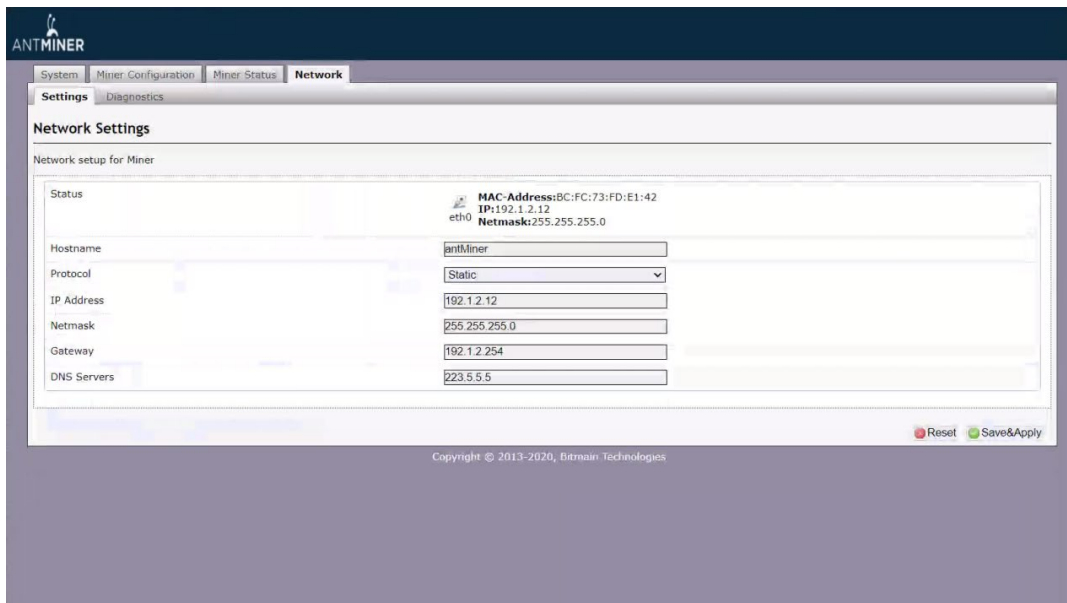 ANTMINER
System Miner Configuration Miner Status Network
Settings Diagnostics
Network Settings
Network setup for Miner
Status
eth0
MAC-Address:BC:FC:73:FD:E1:42
IP:192.1.2.12
Netmask:255.255.255.0
Hostname antMiner
Protocol Static
IP Address 192.1.2.12
Netmask 255.255.255.0
Gateway 192.1.2.254
DNS Servers 223.5.5.5
Reset Save&Apply
Copyright © 2013-2020, Bitmain Technologies